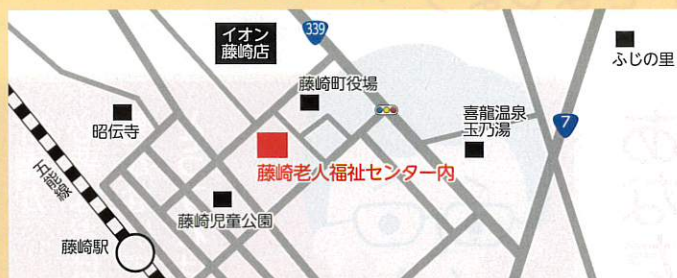 イオン
藤崎店
339
ふじの里
藤崎町役場
昭伝寺
喜龍温泉
玉乃湯
7
五能線
藤崎老人福祉センター内
藤崎児童公園
藤崎駅